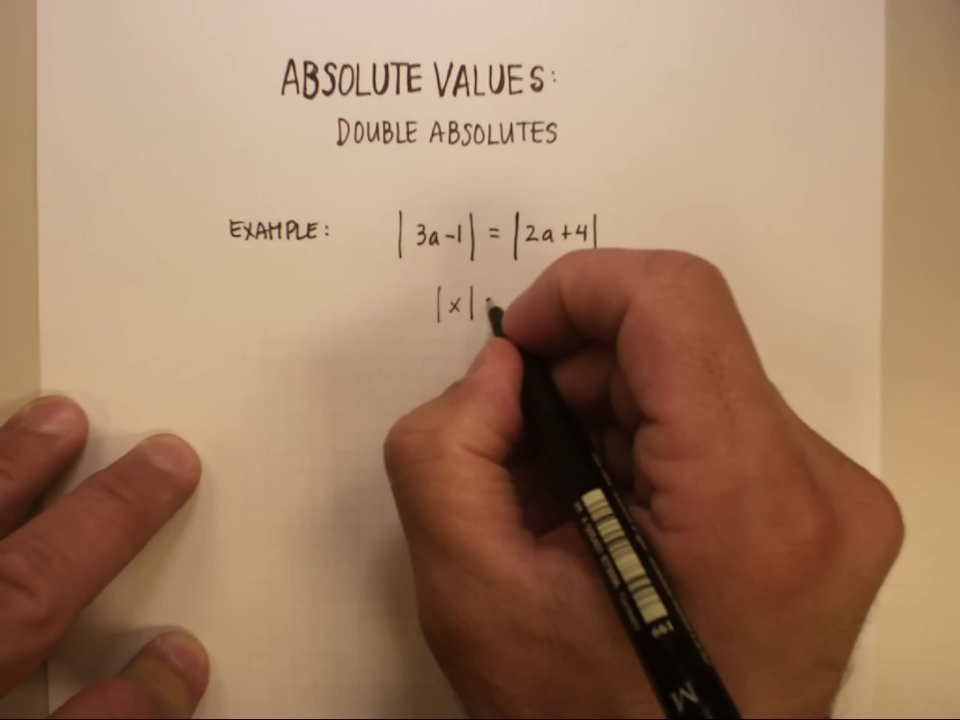 ABSOLUTE VALUES:
DOUBLE ABSOLUTES
EXAMPLE: |3a-1| = |2a+4|
|x|
M